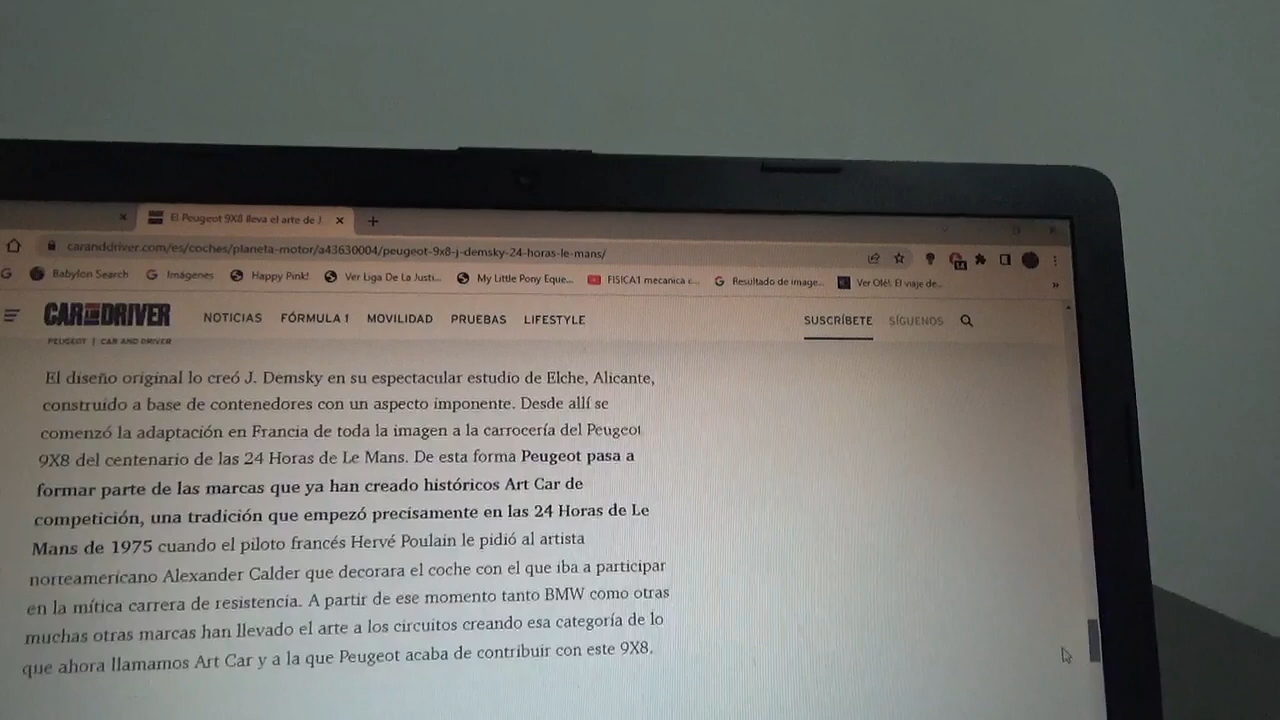 El Peugeot 9X8 lleva el arte de J
caranddriver.com/es/coches/planeta-motor/a43630004/peugeot-9x8-j-demsky-24-horas-le-mans/
Babylon Search Imágenes Happy Pink! Ver Liga De La Justi... My Little Pony Eque... FISICA1 mecanica c... Resultado de image... Ver Olé!: El viaje de... »
CAR AND DRIVER NOTICIAS FÓRMULA 1 MOVILIDAD PRUEBAS LIFESTYLE SUSCRÍBETE SÍGUENOS
PEUGEOT | CAR AND DRIVER
El diseño original lo creó J. Demsky en su espectacular estudio de Elche, Alicante,
construido a base de contenedores con un aspecto imponente. Desde allí se
comenzó la adaptación en Francia de toda la imagen a la carrocería del Peugeot
9X8 del centenario de las 24 Horas de Le Mans. De esta forma Peugeot pasa a
formar parte de las marcas que ya han creado históricos Art Car de
competición, una tradición que empezó precisamente en las 24 Horas de Le
Mans de 1975 cuando el piloto francés Hervé Poulain le pidió al artista
norteamericano Alexander Calder que decorara el coche con el que iba a participar
en la mítica carrera de resistencia. A partir de ese momento tanto BMW como otras
muchas otras marcas han llevado el arte a los circuitos creando esa categoría de lo
que ahora llamamos Art Car y a la que Peugeot acaba de contribuir con este 9X8.